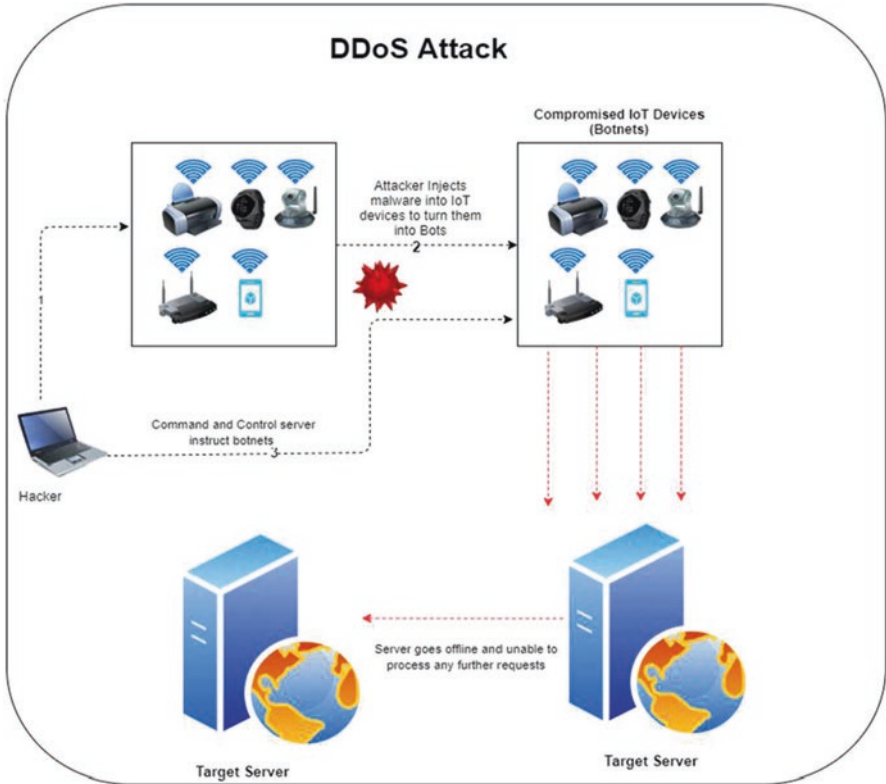 DDoS Attack
Compromised IoT Devices
(Botnets)
Attacker Injects
malware into IoT
devices to turn them
into Bots
2
1
Command and Control server
instruct botnets
3
Hacker
Server goes offline and unable to
process any further requests
Target Server
Target Server